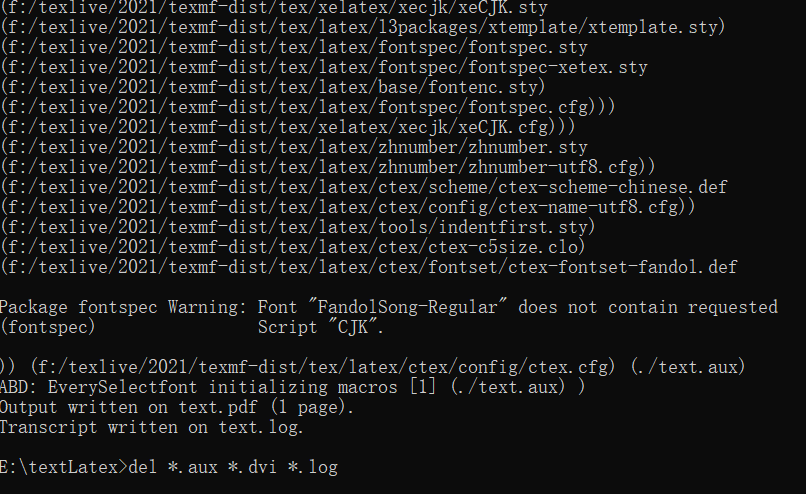 (f:/texlive/2021/texmf-dist/tex/xelatex/xecjk/xeCJK.sty
(f:/texlive/2021/texmf-dist/tex/latex/l3packages/xtemplate/xtemplate.sty)
(f:/texlive/2021/texmf-dist/tex/latex/fontspec/fontspec.sty
(f:/texlive/2021/texmf-dist/tex/latex/fontspec/fontspec-xetex.sty
(f:/texlive/2021/texmf-dist/tex/latex/base/fontenc.sty)
(f:/texlive/2021/texmf-dist/tex/latex/fontspec/fontspec.cfg)))
(f:/texlive/2021/texmf-dist/tex/xelatex/xecjk/xeCJK.cfg)))
(f:/texlive/2021/texmf-dist/tex/latex/zhnumber/zhnumber.sty
(f:/texlive/2021/texmf-dist/tex/latex/zhnumber/zhnumber-utf8.cfg))
(f:/texlive/2021/texmf-dist/tex/latex/ctex/scheme/ctex-scheme-chinese.def
(f:/texlive/2021/texmf-dist/tex/latex/ctex/config/ctex-name-utf8.cfg))
(f:/texlive/2021/texmf-dist/tex/latex/tools/indentfirst.sty)
(f:/texlive/2021/texmf-dist/tex/latex/ctex/ctex-c5size.clo)
(f:/texlive/2021/texmf-dist/tex/latex/ctex/fontset/ctex-fontset-fandol.def
Package fontspec Warning: Font "FandolSong-Regular" does not contain requested
(fontspec)                Script "CJK".
)) (f:/texlive/2021/texmf-dist/tex/latex/ctex/config/ctex.cfg) (./text.aux)
ABD: EverySelectfont initializing macros [1] (./text.aux) )
Output written on text.pdf (1 page).
Transcript written on text.log.
E:\textLatex>del *.aux *.dvi *.log